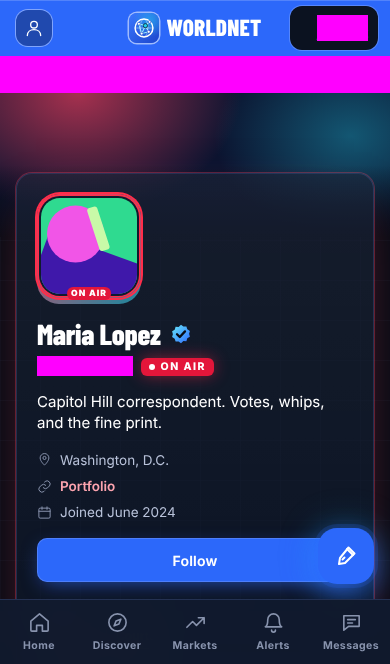 WORLDNET
ON AIR
Maria Lopez
ON AIR
Capitol Hill correspondent. Votes, whips,
and the fine print.
Washington, D.C.
Portfolio
Joined June 2024
Follow
Home Discover Markets Alerts Messages